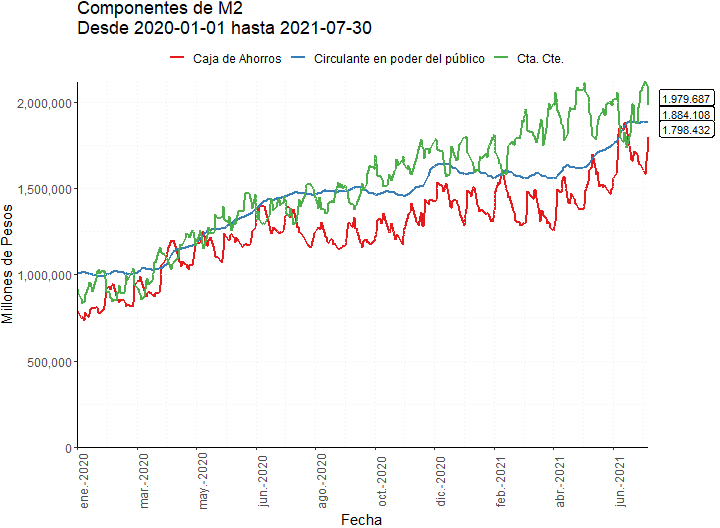 Componentes de M2
Desde 2020-01-01 hasta 2021-07-30
Caja de Ahorros Circulante en poder del público Cta. Cte.
Millones de Pesos
2,000,000
1,500,000
1,000,000
500,000
0
1.979.687
1.884.108
1.798.432
ene.-2020 mar.-2020 may.-2020 jun.-2020 ago.-2020 oct.-2020 dic.-2020 feb.-2021 abr.-2021 jun.-2021
Fecha